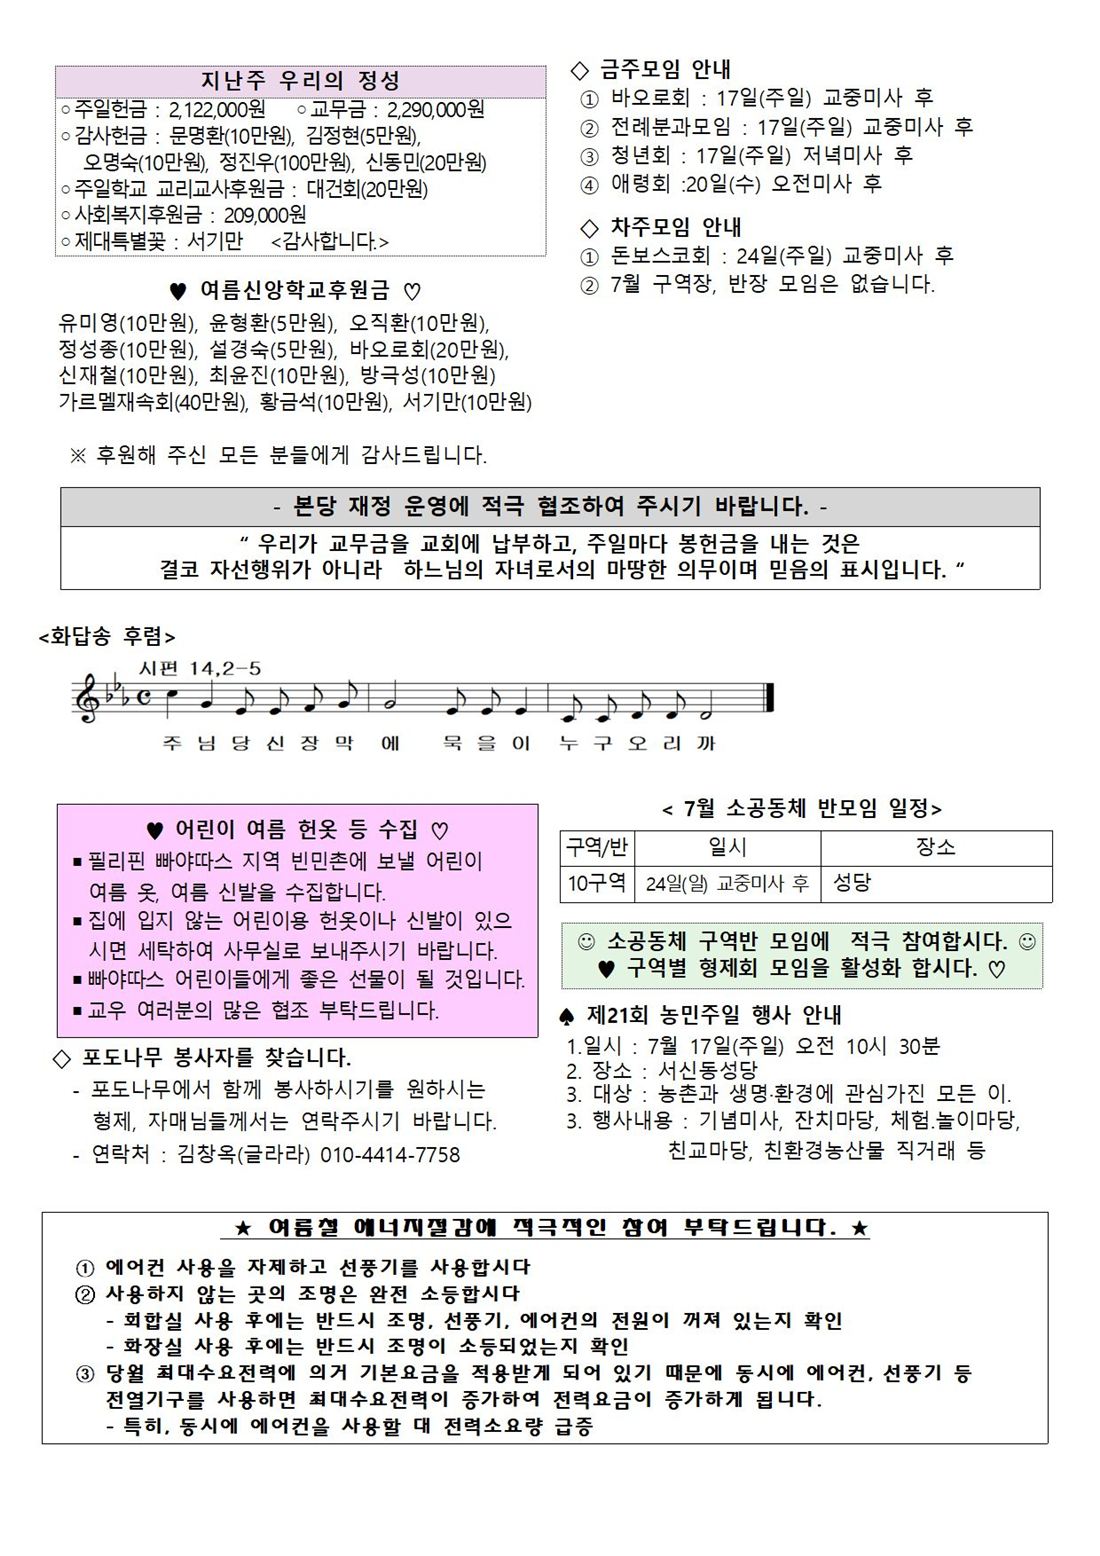 지난주 우리의 정성
○ 주일헌금 : 2,122,000원 ○ 교무금 : 2,290,000원
○ 감사헌금 : 문명환(10만원), 김정현(5만원),
오명숙(10만원), 정진우(100만원), 신동민(20만원)
○ 주일학교 교리교사후원금 : 대건회(20만원)
○ 사회복지후원금 : 209,000원
○ 제대특별꽃 : 서기만 <감사합니다.>
♥ 여름신앙학교후원금 ♡
유미영(10만원), 윤형환(5만원), 오직환(10만원),
정성종(10만원), 설경숙(5만원), 바오로회(20만원),
신재철(10만원), 최윤진(10만원), 방극성(10만원)
가르멜재속회(40만원), 황금석(10만원), 서기만(10만원)
※ 후원해 주신 모든 분들에게 감사드립니다.
◇ 금주모임 안내
① 바오로회 : 17일(주일) 교중미사 후
② 전례분과모임 : 17일(주일) 교중미사 후
③ 청년회 : 17일(주일) 저녁미사 후
④ 애령회 :20일(수) 오전미사 후
◇ 차주모임 안내
① 돈보스코회 : 24일(주일) 교중미사 후
② 7월 구역장, 반장 모임은 없습니다.
- 본당 재정 운영에 적극 협조하여 주시기 바랍니다. -
“ 우리가 교무금을 교회에 납부하고, 주일마다 봉헌금을 내는 것은
결코 자선행위가 아니라 하느님의 자녀로서의 마땅한 의무이며 믿음의 표시입니다. “
<화답송 후렴>
시편 14,2-5
주 님 당 신 장 막 에 묵 을 이 누 구 오 리 까
♥ 어린이 여름 헌옷 등 수집 ♡
▪ 필리핀 빠야따스 지역 빈민촌에 보낼 어린이
여름 옷, 여름 신발을 수집합니다.
▪ 집에 입지 않는 어린이용 헌옷이나 신발이 있으
시면 세탁하여 사무실로 보내주시기 바랍니다.
▪ 빠야따스 어린이들에게 좋은 선물이 될 것입니다.
▪ 교우 여러분의 많은 협조 부탁드립니다.
◇ 포도나무 봉사자를 찾습니다.
- 포도나무에서 함께 봉사하시기를 원하시는
형제, 자매님들께서는 연락주시기 바랍니다.
- 연락처 : 김창옥(글라라) 010-4414-7758
< 7월 소공동체 반모임 일정>
구역/반 일시 장소
10구역 24일(일) 교중미사 후 성당
☺ 소공동체 구역반 모임에 적극 참여합시다. ☺
♥ 구역별 형제회 모임을 활성화 합시다. ♡
♠ 제21회 농민주일 행사 안내
1.일시 : 7월 17일(주일) 오전 10시 30분
2. 장소 : 서신동성당
3. 대상 : 농촌과 생명·환경에 관심가진 모든 이.
3. 행사내용 : 기념미사, 잔치마당, 체험.놀이마당,
친교마당, 친환경농산물 직거래 등
★ 여름철 에너지절감에 적극적인 참여 부탁드립니다. ★
① 에어컨 사용을 자제하고 선풍기를 사용합시다
② 사용하지 않는 곳의 조명은 완전 소등합시다
- 회합실 사용 후에는 반드시 조명, 선풍기, 에어컨의 전원이 꺼져 있는지 확인
- 화장실 사용 후에는 반드시 조명이 소등되었는지 확인
③ 당월 최대수요전력에 의거 기본요금을 적용받게 되어 있기 때문에 동시에 에어컨, 선풍기 등
전열기구를 사용하면 최대수요전력이 증가하여 전력요금이 증가하게 됩니다.
- 특히, 동시에 에어컨을 사용할 대 전력소요량 급증